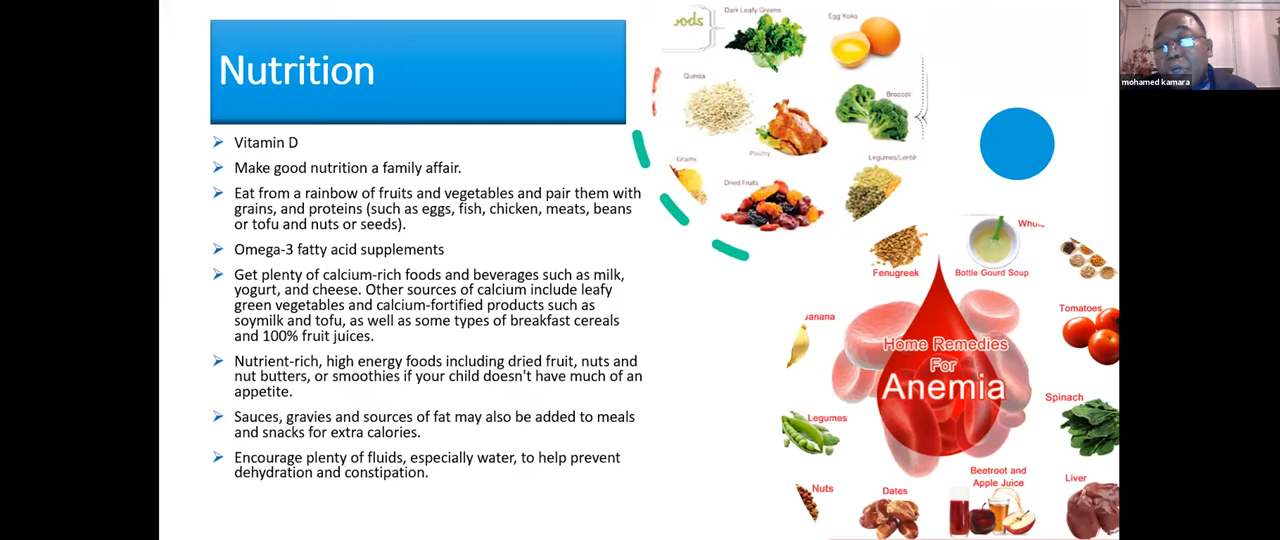 Nutrition
Vitamin D
Make good nutrition a family affair.
Eat from a rainbow of fruits and vegetables and pair them with
grains, and proteins (such as eggs, fish, chicken, meats, beans
or tofu and nuts or seeds).
Omega-3 fatty acid supplements
Get plenty of calcium-rich foods and beverages such as milk,
yogurt, and cheese. Other sources of calcium include leafy
green vegetables and calcium-fortified products such as
soymilk and tofu, as well as some types of breakfast cereals
and 100% fruit juices.
Nutrient-rich, high energy foods including dried fruit, nuts and
nut butters, or smoothies if your child doesn't have much of an
appetite.
Sauces, gravies and sources of fat may also be added to meals
and snacks for extra calories.
Encourage plenty of fluids, especially water, to help prevent
dehydration and constipation.
Dark Leafy Greens
Egg Yolks
Quinoa
Broccoli
Poultry
Grains
Legumes/Lentil
Dried Fruits
Fenugreek
Bottle Gourd Soup
Tomatoes
Home Remedies
For
Anemia
Legumes
Spinach
Nuts
Dates
Beetroot and
Apple Juice
Liver
mohamed kamara